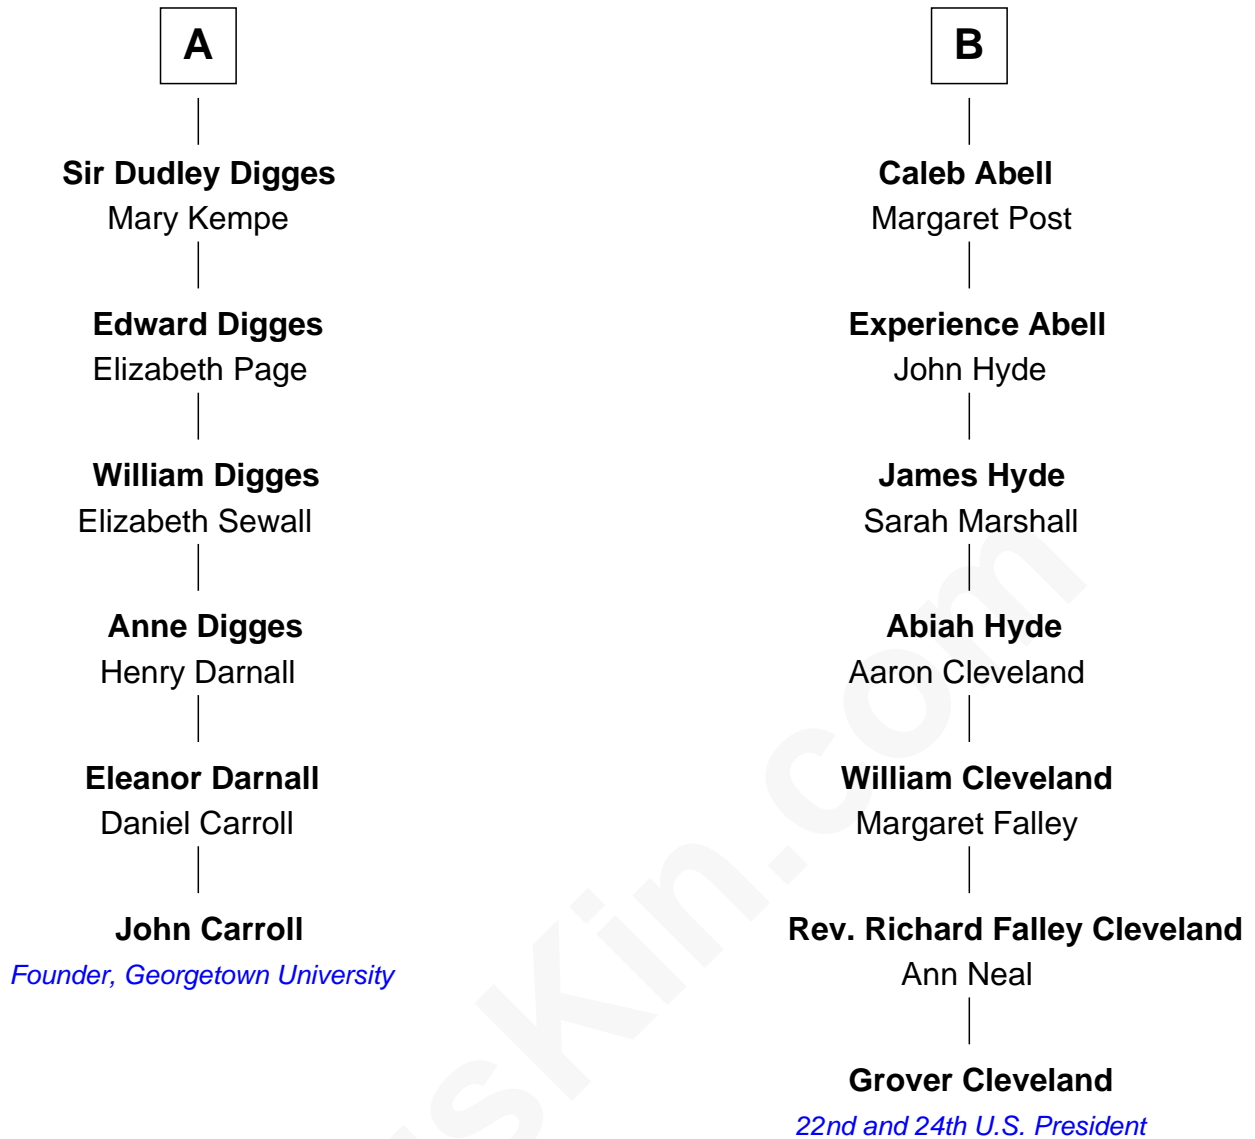 A
Sir Dudley Digges
Mary Kempe
Edward Digges
Elizabeth Page
William Digges
Elizabeth Sewall
Anne Digges
Henry Darnall
Eleanor Darnall
Daniel Carroll
John Carroll
Founder, Georgetown University
B
Caleb Abell
Margaret Post
Experience Abell
John Hyde
James Hyde
Sarah Marshall
Abiah Hyde
Aaron Cleveland
William Cleveland
Margaret Falley
Rev. Richard Falley Cleveland
Ann Neal
Grover Cleveland
22nd and 24th U.S. President
sKin.com